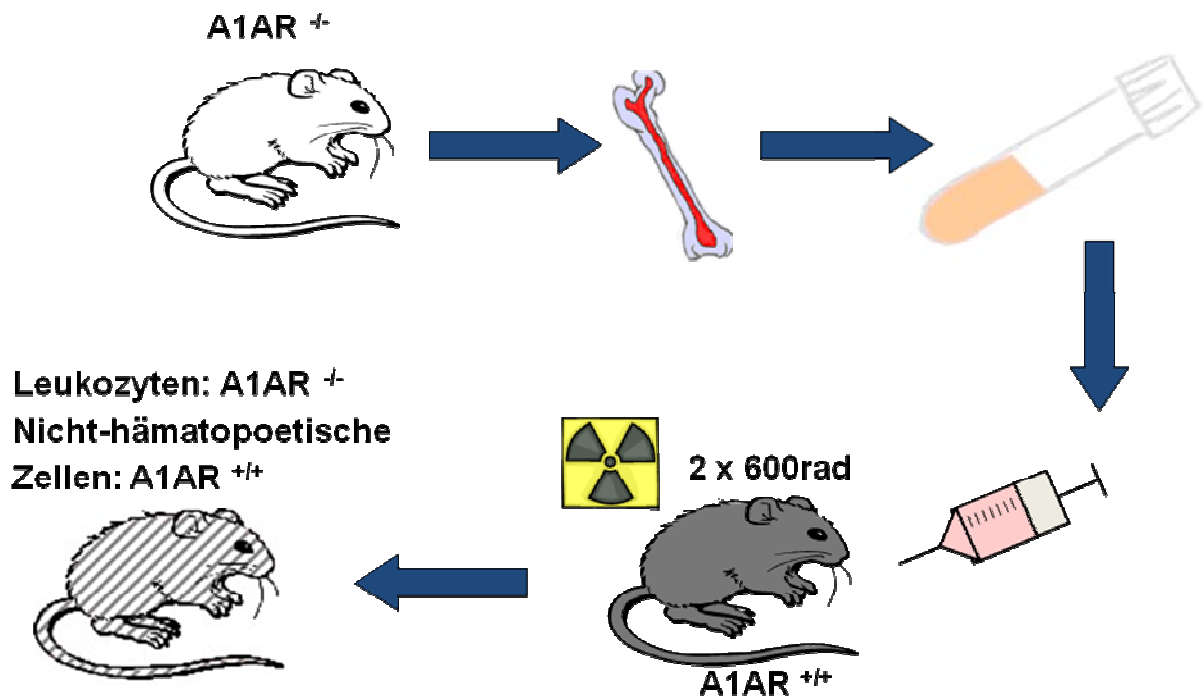 A1AR -/-
Leukozyten: A1AR -/-
Nicht-hämatopoetische
Zellen: A1AR +/+
2 x 600rad
A1AR +/+